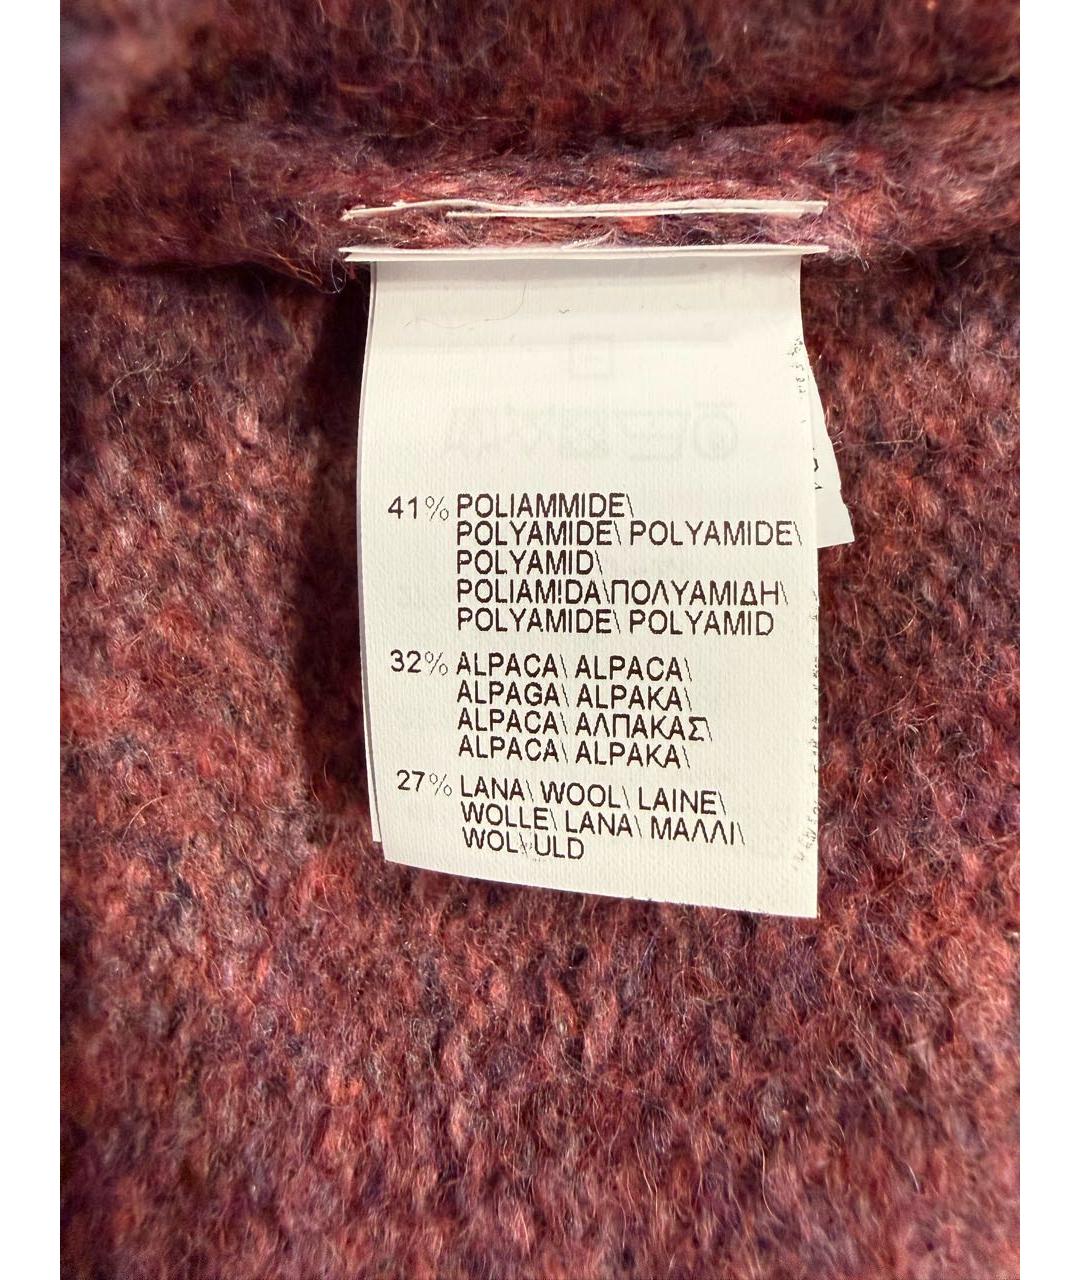 41% POLIAMMIDE\
POLYAMIDE\ POLYAMIDE\
POLYAMID\
POLIAMIDA\ΠΟΛΥΑΜΙΔΗ\
POLYAMIDE\ POLYAMID
32% ALPACA\ ALPACA\
ALPAGA\ ALPAKA\
ALPACA\ ΑΛΠΑΚΑΣ\
ALPACA\ ALPAKA\
27% LANA\ WOOL\ LAINE\
WOLLE\ LANA\ ΜΑΛΛΙ\
WOL\ ULD